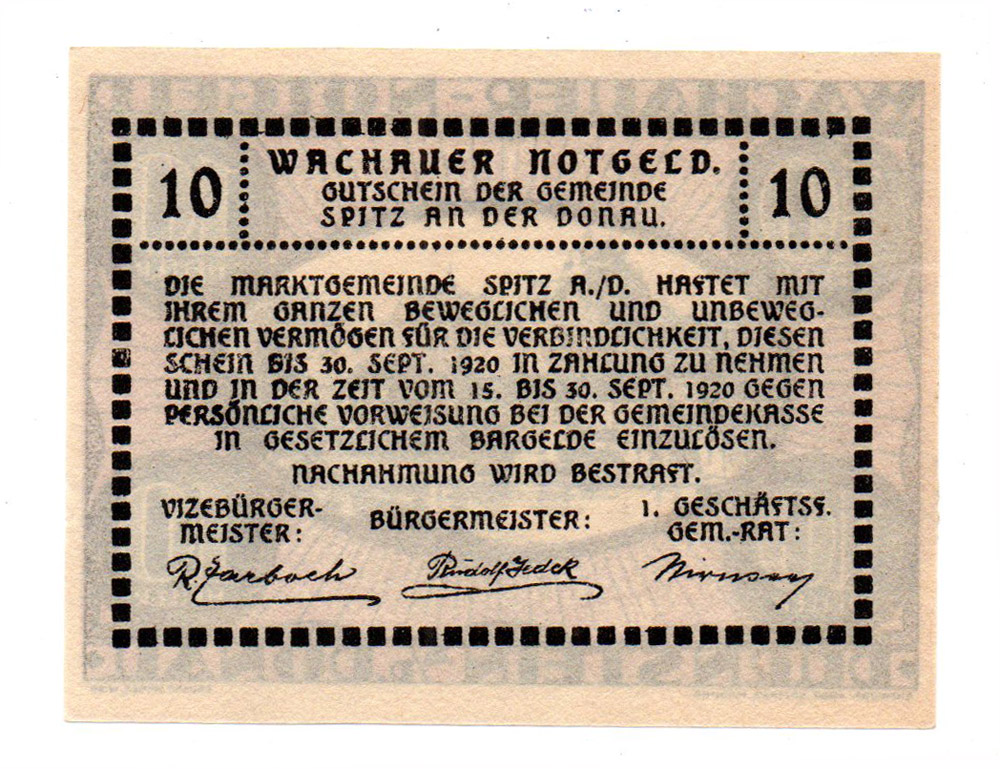 10 WACHAUER NOTGELD. 10
GUTSCHEIN DER GEMEINDE
SPITZ AN DER DONAU.
DIE MARKTGEMEINDE SPITZ A./D. HAFTET MIT
IHREM GANZEN BEWEGLICHEN UND UNBEWEG-
LICHEN VERMÖGEN FÜR DIE VERBINDLICHKEIT, DIESEN
SCHEIN BIS 30. SEPT. 1920 IN ZAHLUNG ZU NEHMEN
UND IN DER ZEIT VOM 15. BIS 30. SEPT. 1920 GEGEN
PERSÖNLICHE VORWEISUNG BEI DER GEMEINDEKASSE
IN GESETZLICHEM BARGELDE EINZULÖSEN.
NACHAHMUNG WIRD BESTRAFT.
VIZEBÜRGER-
MEISTER:
BÜRGERMEISTER:
1. GESCHÄFTSF.
GEM.-RAT:
Rudolf